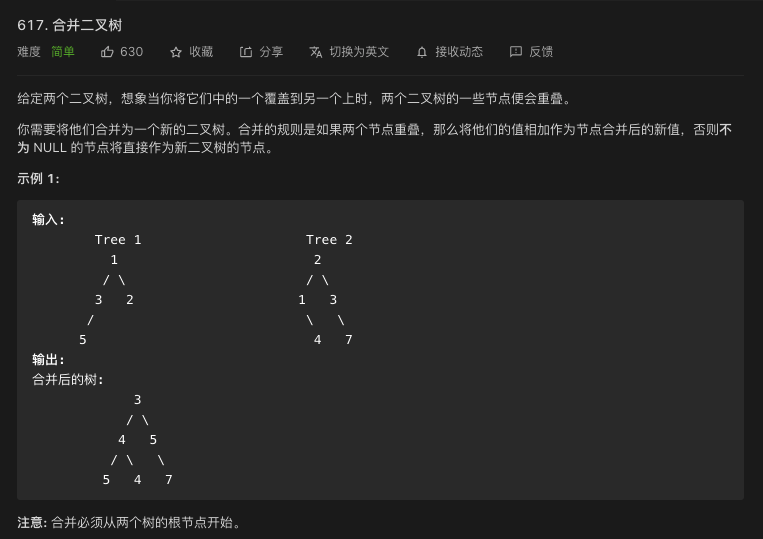 617. 合并二叉树
难度 简单 630 收藏 分享 切换为英文 接收动态 反馈
给定两个二叉树，想象当你将它们中的一个覆盖到另一个上时，两个二叉树的一些节点便会重叠。
你需要将他们合并为一个新的二叉树。合并的规则是如果两个节点重叠，那么将他们的值相加作为节点合并后的新值，否则不
为 NULL 的节点将直接作为新二叉树的节点。
示例 1:
输入:
Tree 1 Tree 2
1 2
/ \ / \
3 2 1 3
/ \ \
5 4 7
输出:
合并后的树:
3
/ \
4 5
/ \ \
5 4 7
注意: 合并必须从两个树的根节点开始。